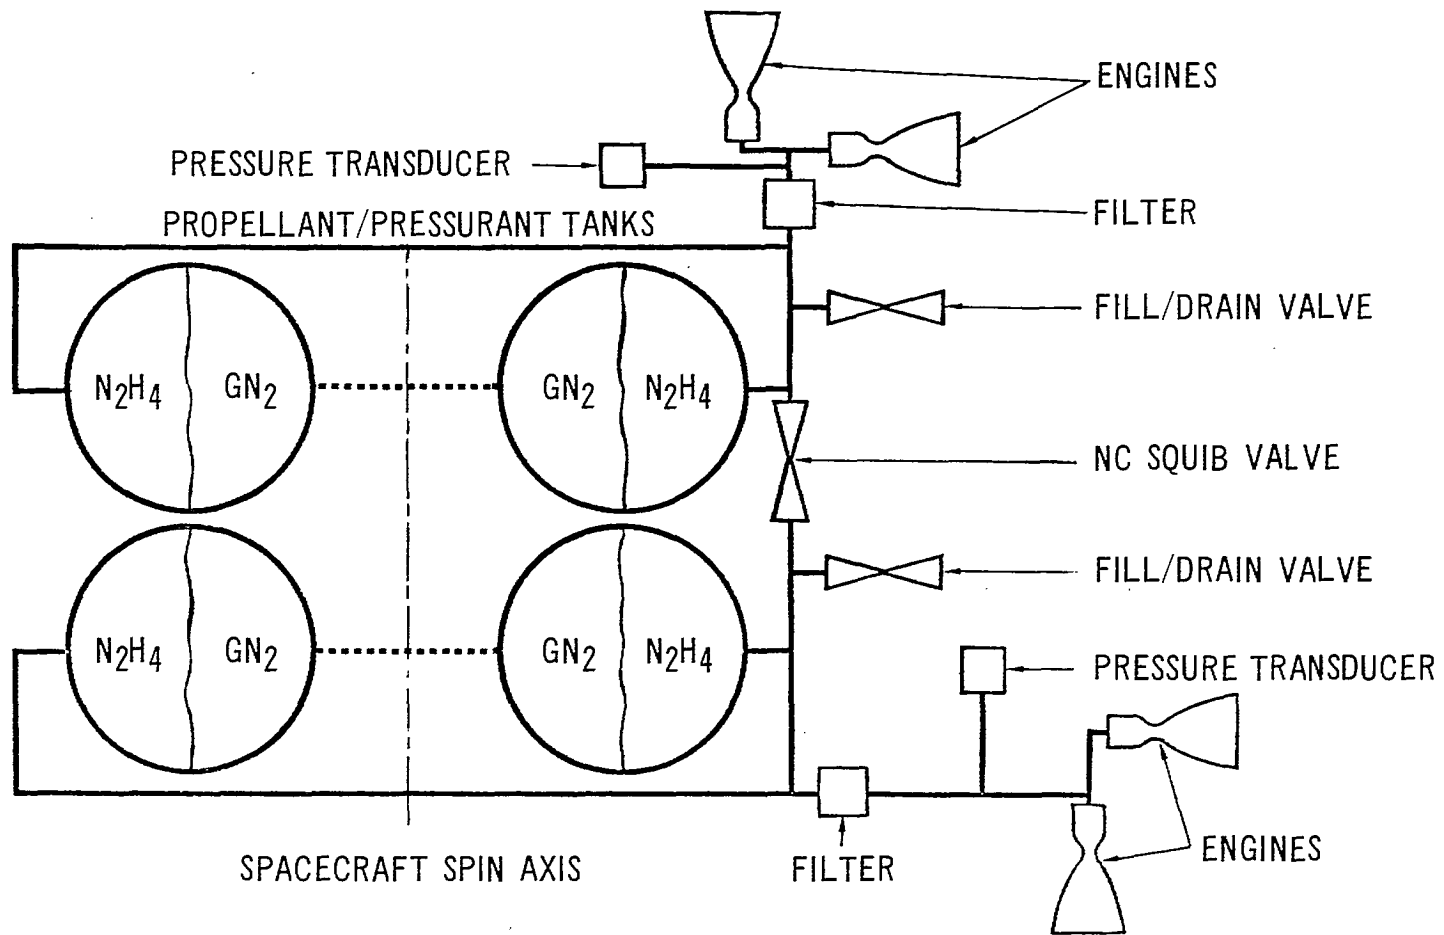 ENGINES
PRESSURE TRANSDUCER
FILTER
PROPELLANT/PRESSURANT TANKS
FILL/DRAIN VALVE
N₂H₄ GN₂ GN₂ N₂H₄
NC SQUIB VALVE
FILL/DRAIN VALVE
N₂H₄ GN₂ GN₂ N₂H₄
PRESSURE TRANSDUCER
ENGINES
SPACECRAFT SPIN AXIS
FILTER